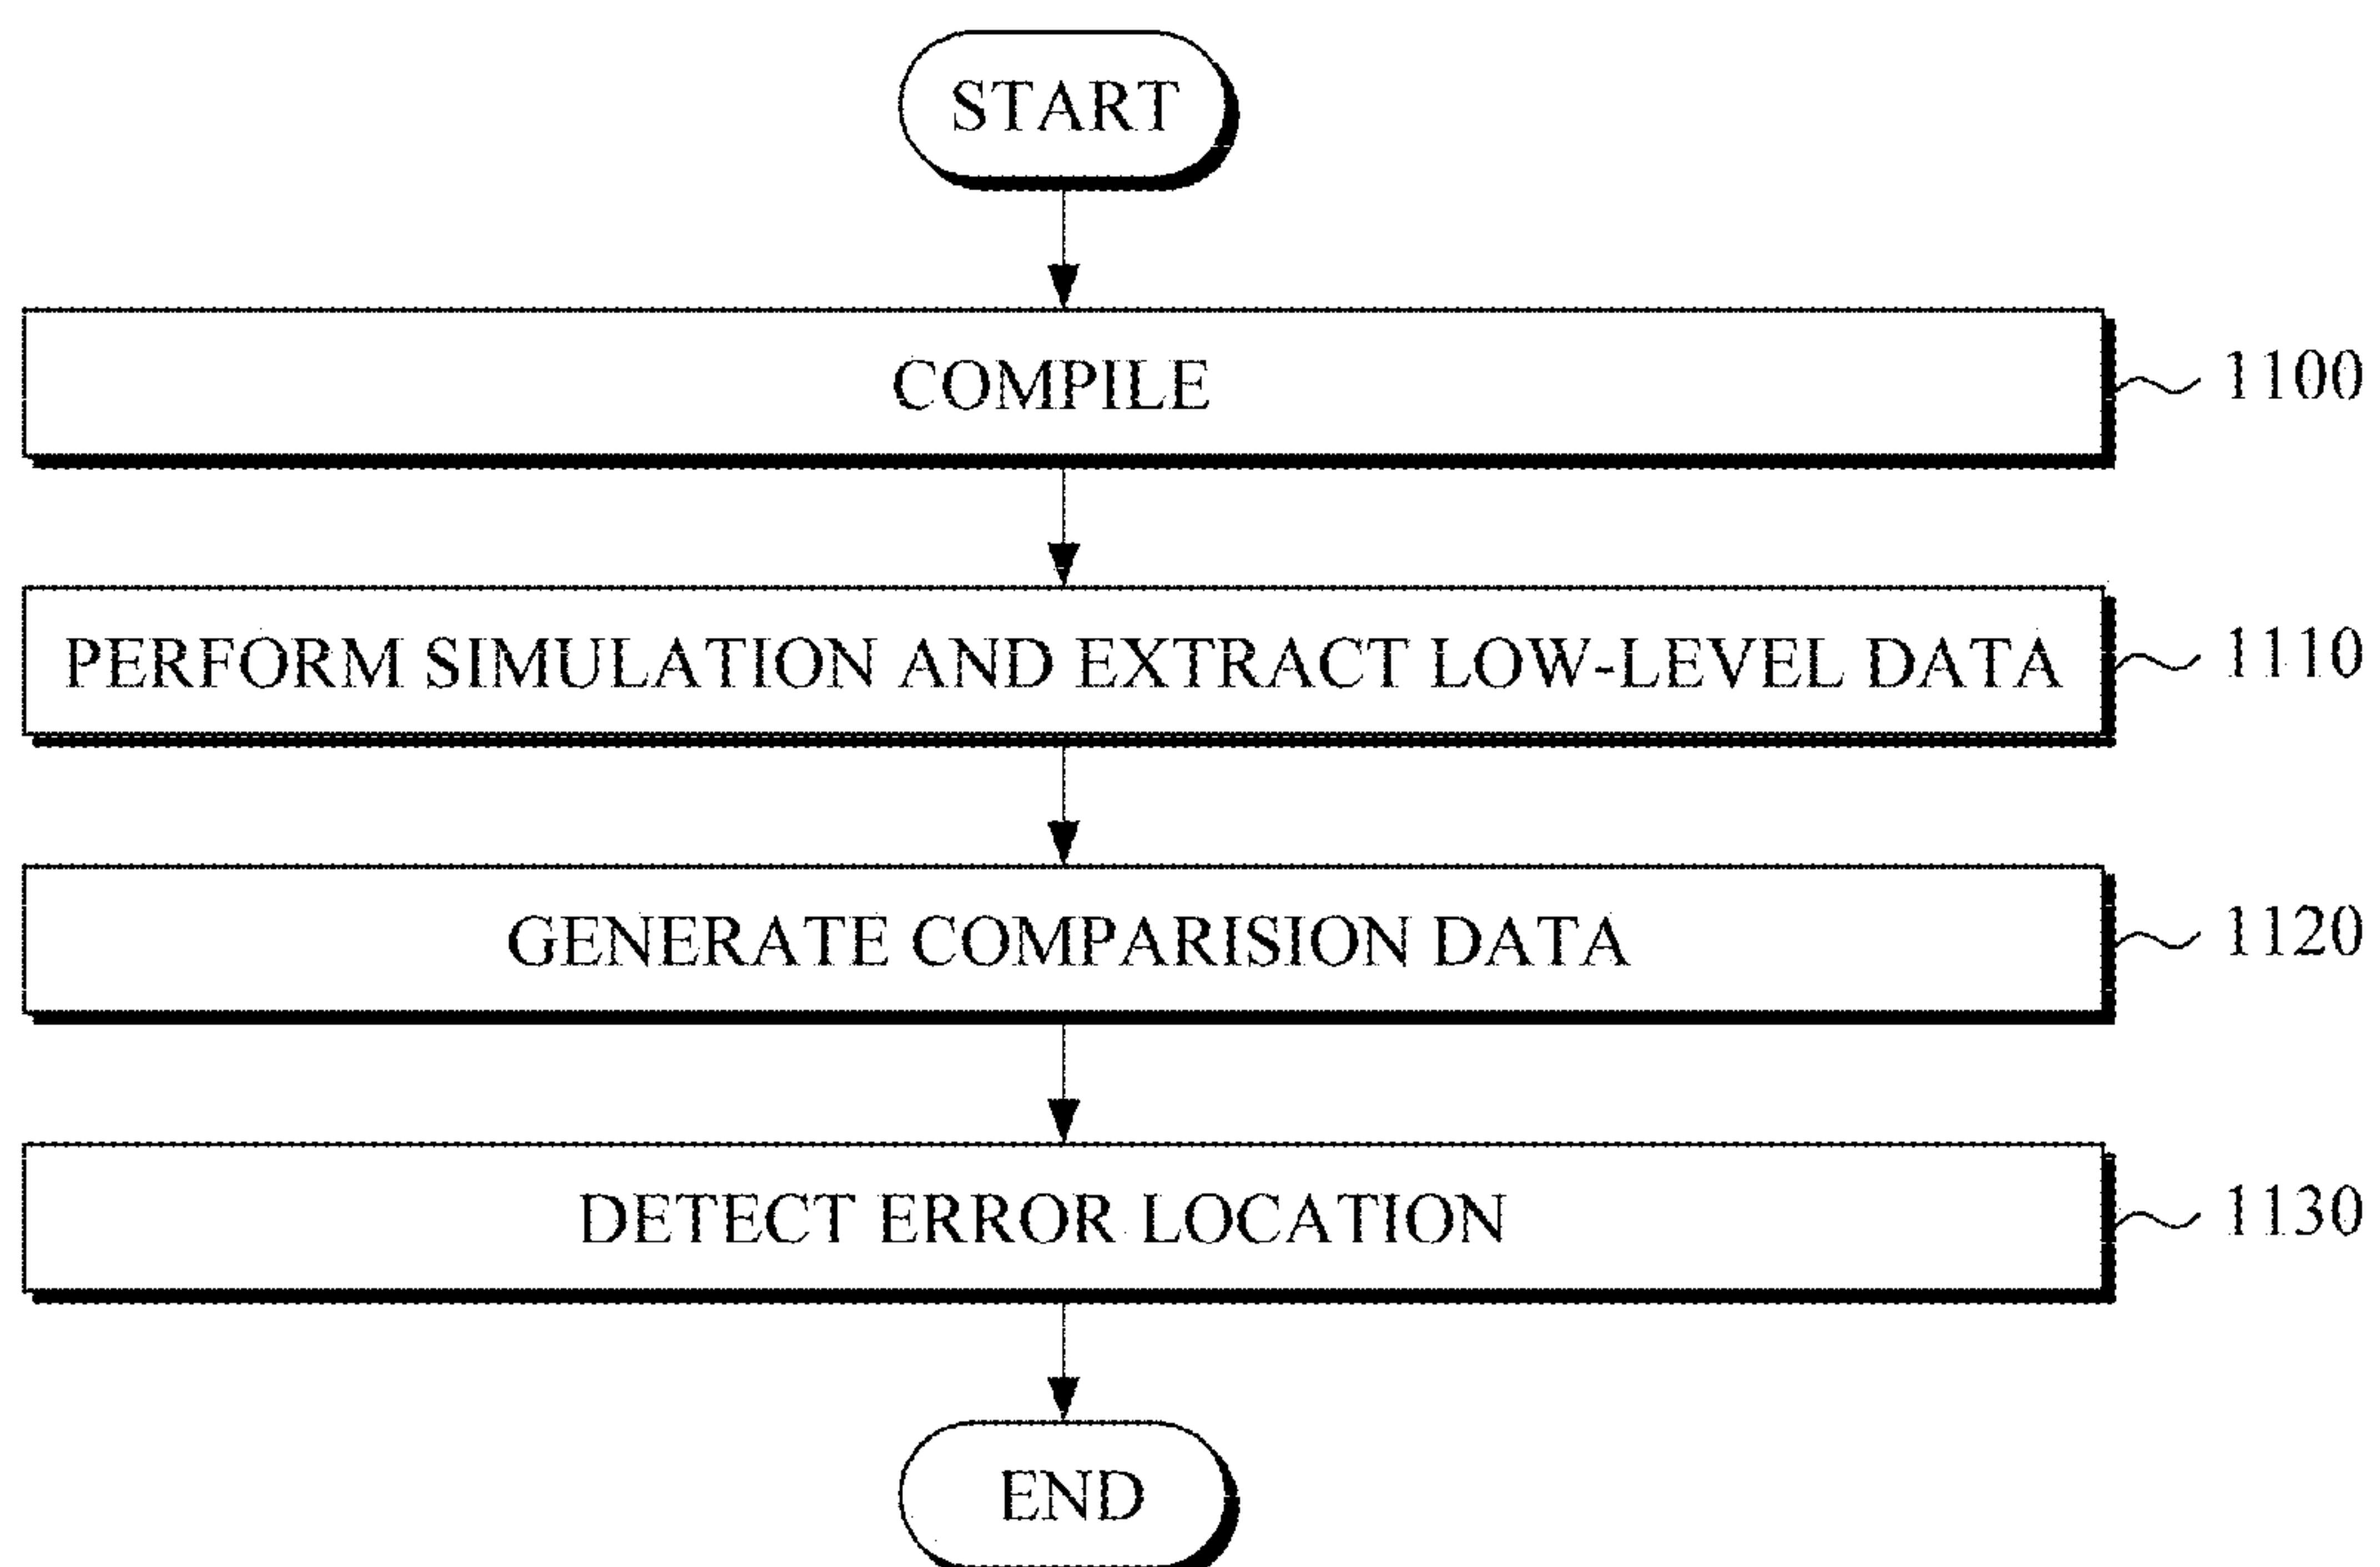 START
COMPILE
1100
PERFORM SIMULATION AND EXTRACT LOW-LEVEL DATA
1110
GENERATE COMPARISION DATA
1120
DETECT ERROR LOCATION
1130
END